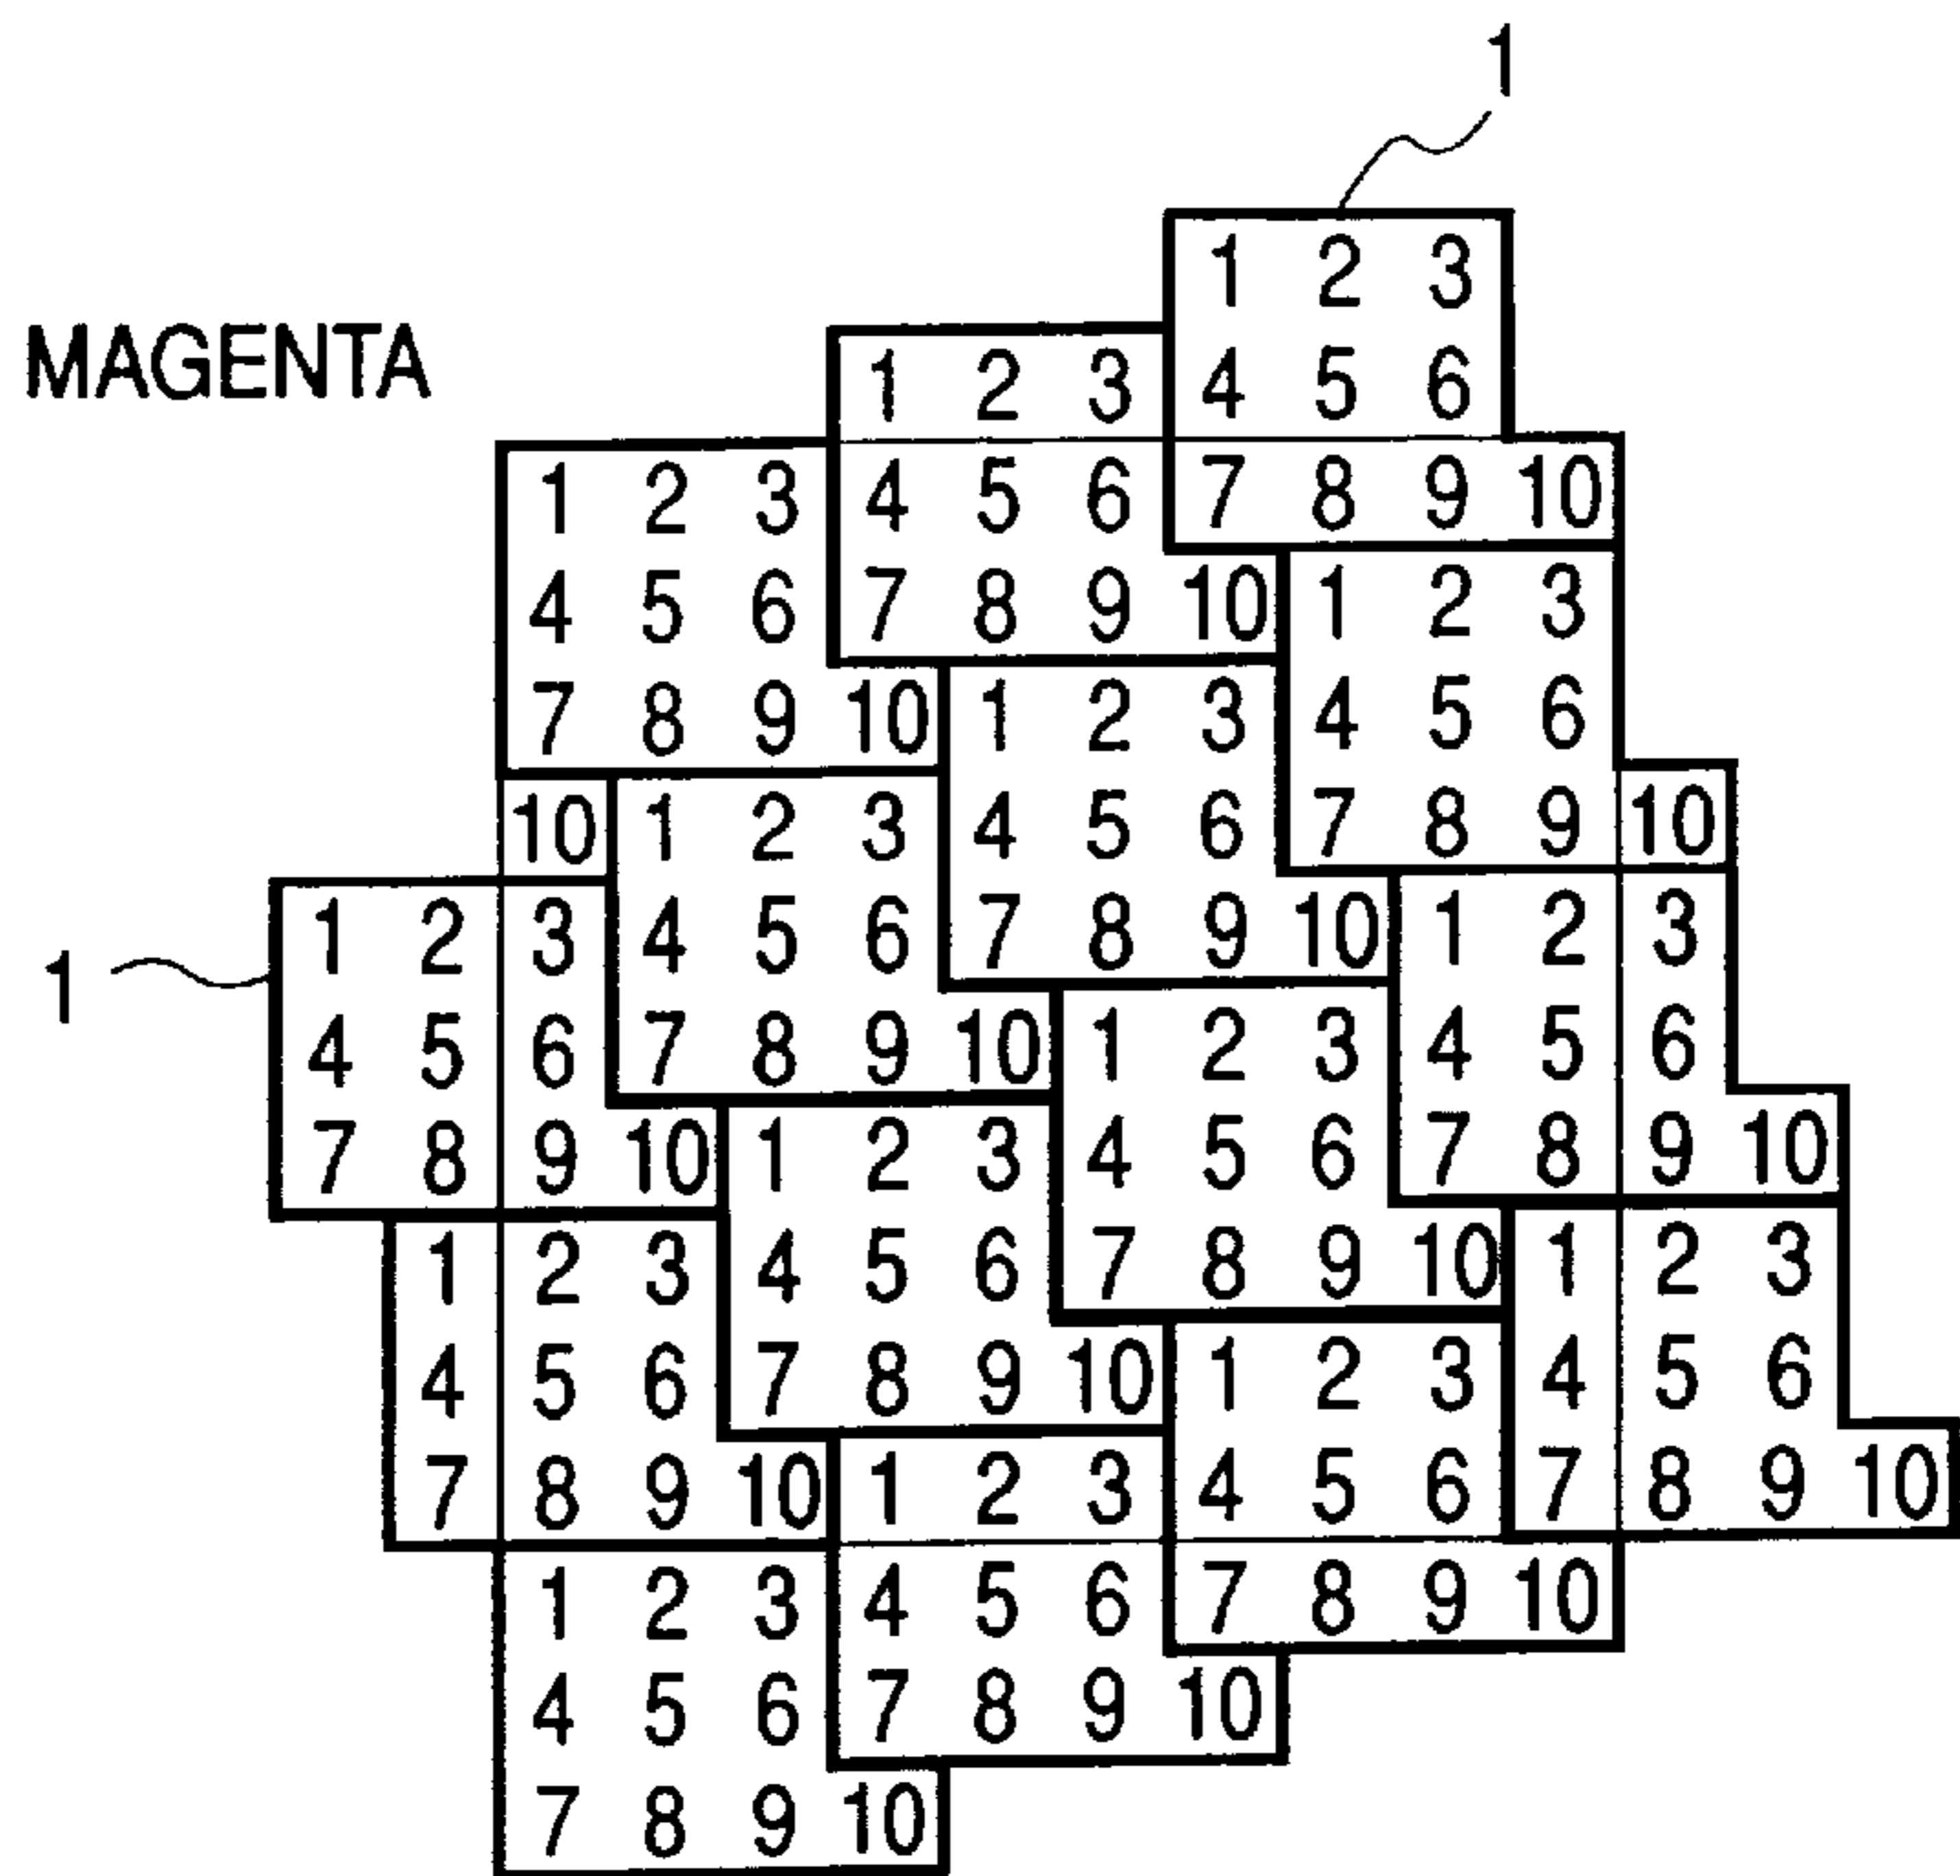 1
1 2 3
MAGENTA
1 2 3 4 5 6
1 2 3 4 5 6 7 8 9 10
4 5 6 7 8 9 10 1 2 3
7 8 9 10 1 2 3 4 5 6
10 1 2 3 4 5 6 7 8 9 10
1 2 3 4 5 6 7 8 9 10 1 2 3
1
4 5 6 7 8 9 10 1 2 3 4 5 6
7 8 9 10 1 2 3 4 5 6 7 8 9 10
1 2 3 4 5 6 7 8 9 10 1 2 3
4 5 6 7 8 9 10 1 2 3 4 5 6
7 8 9 10 1 2 3 4 5 6 7 8 9 10
1 2 3 4 5 6 7 8 9 10
4 5 6 7 8 9 10
7 8 9 10